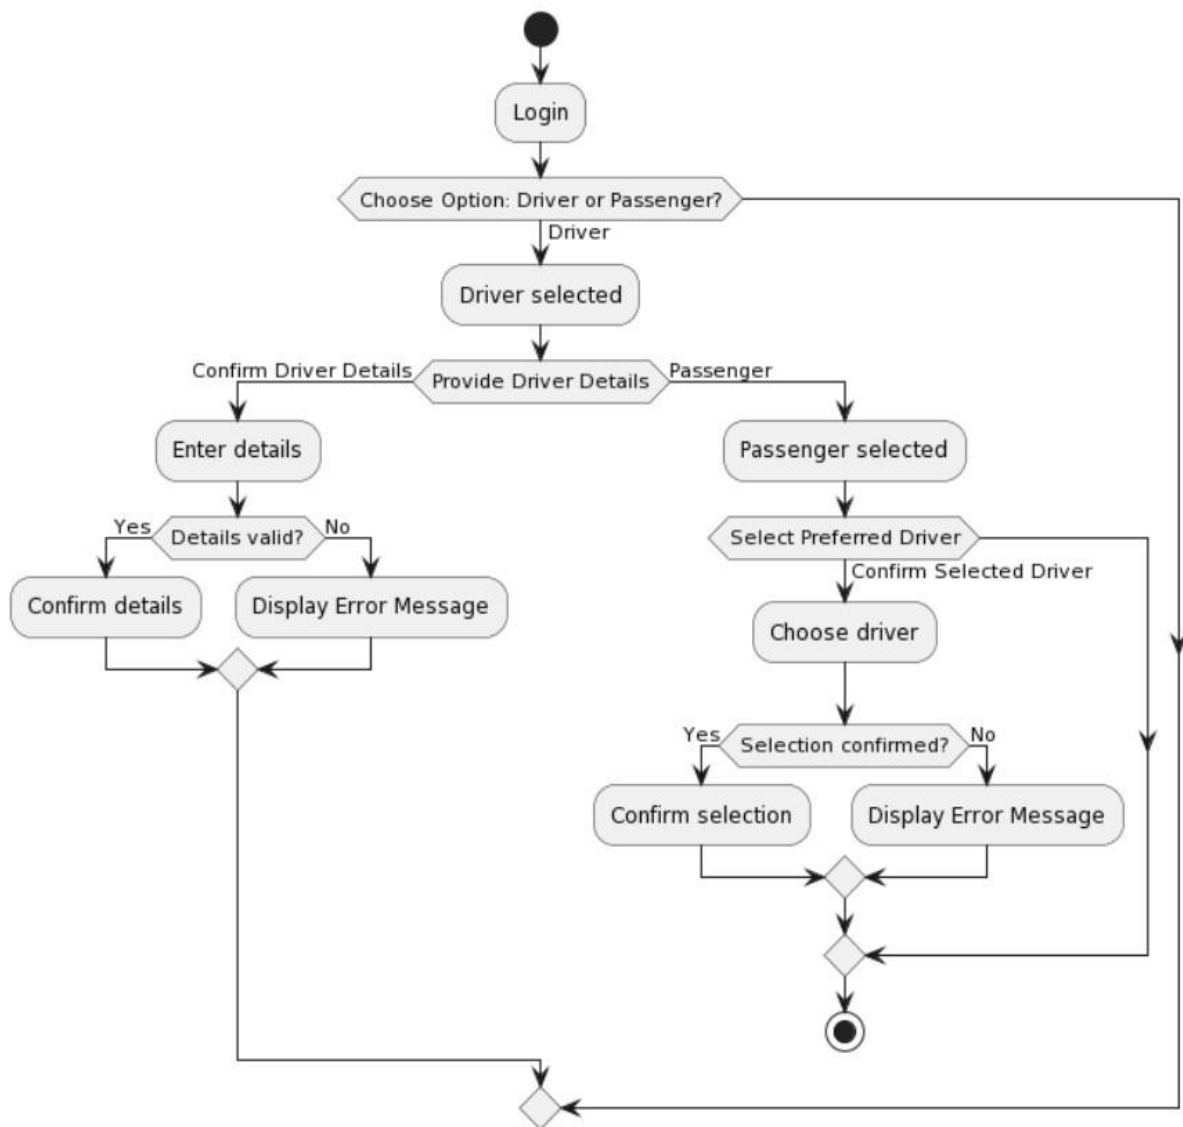 Login
Choose Option: Driver or Passenger?
Driver
Driver selected
Confirm Driver Details
Provide Driver Details
Passenger
Enter details
Passenger selected
Yes
Details valid?
No
Select Preferred Driver
Confirm Selected Driver
Confirm details
Display Error Message
Choose driver
Yes
Selection confirmed?
No
Confirm selection
Display Error Message